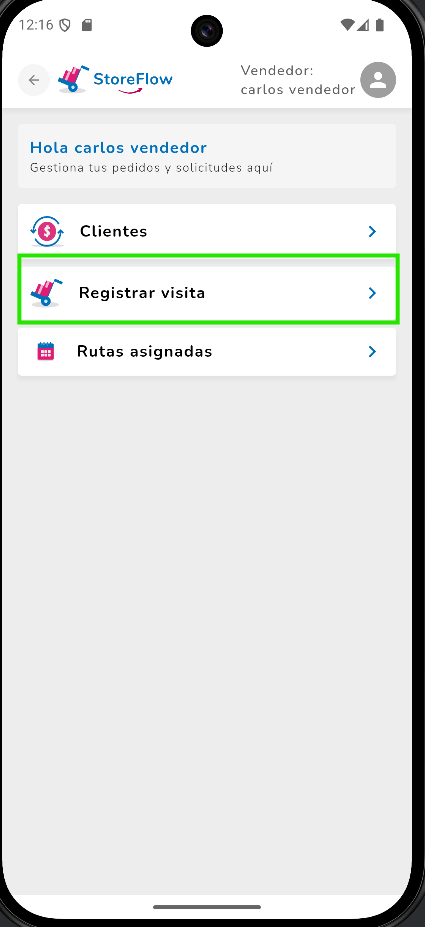 12:16
StoreFlow
Vendedor:
carlos vendedor
Hola carlos vendedor
Gestiona tus pedidos y solicitudes aquí
Clientes
Registrar visita
Rutas asignadas